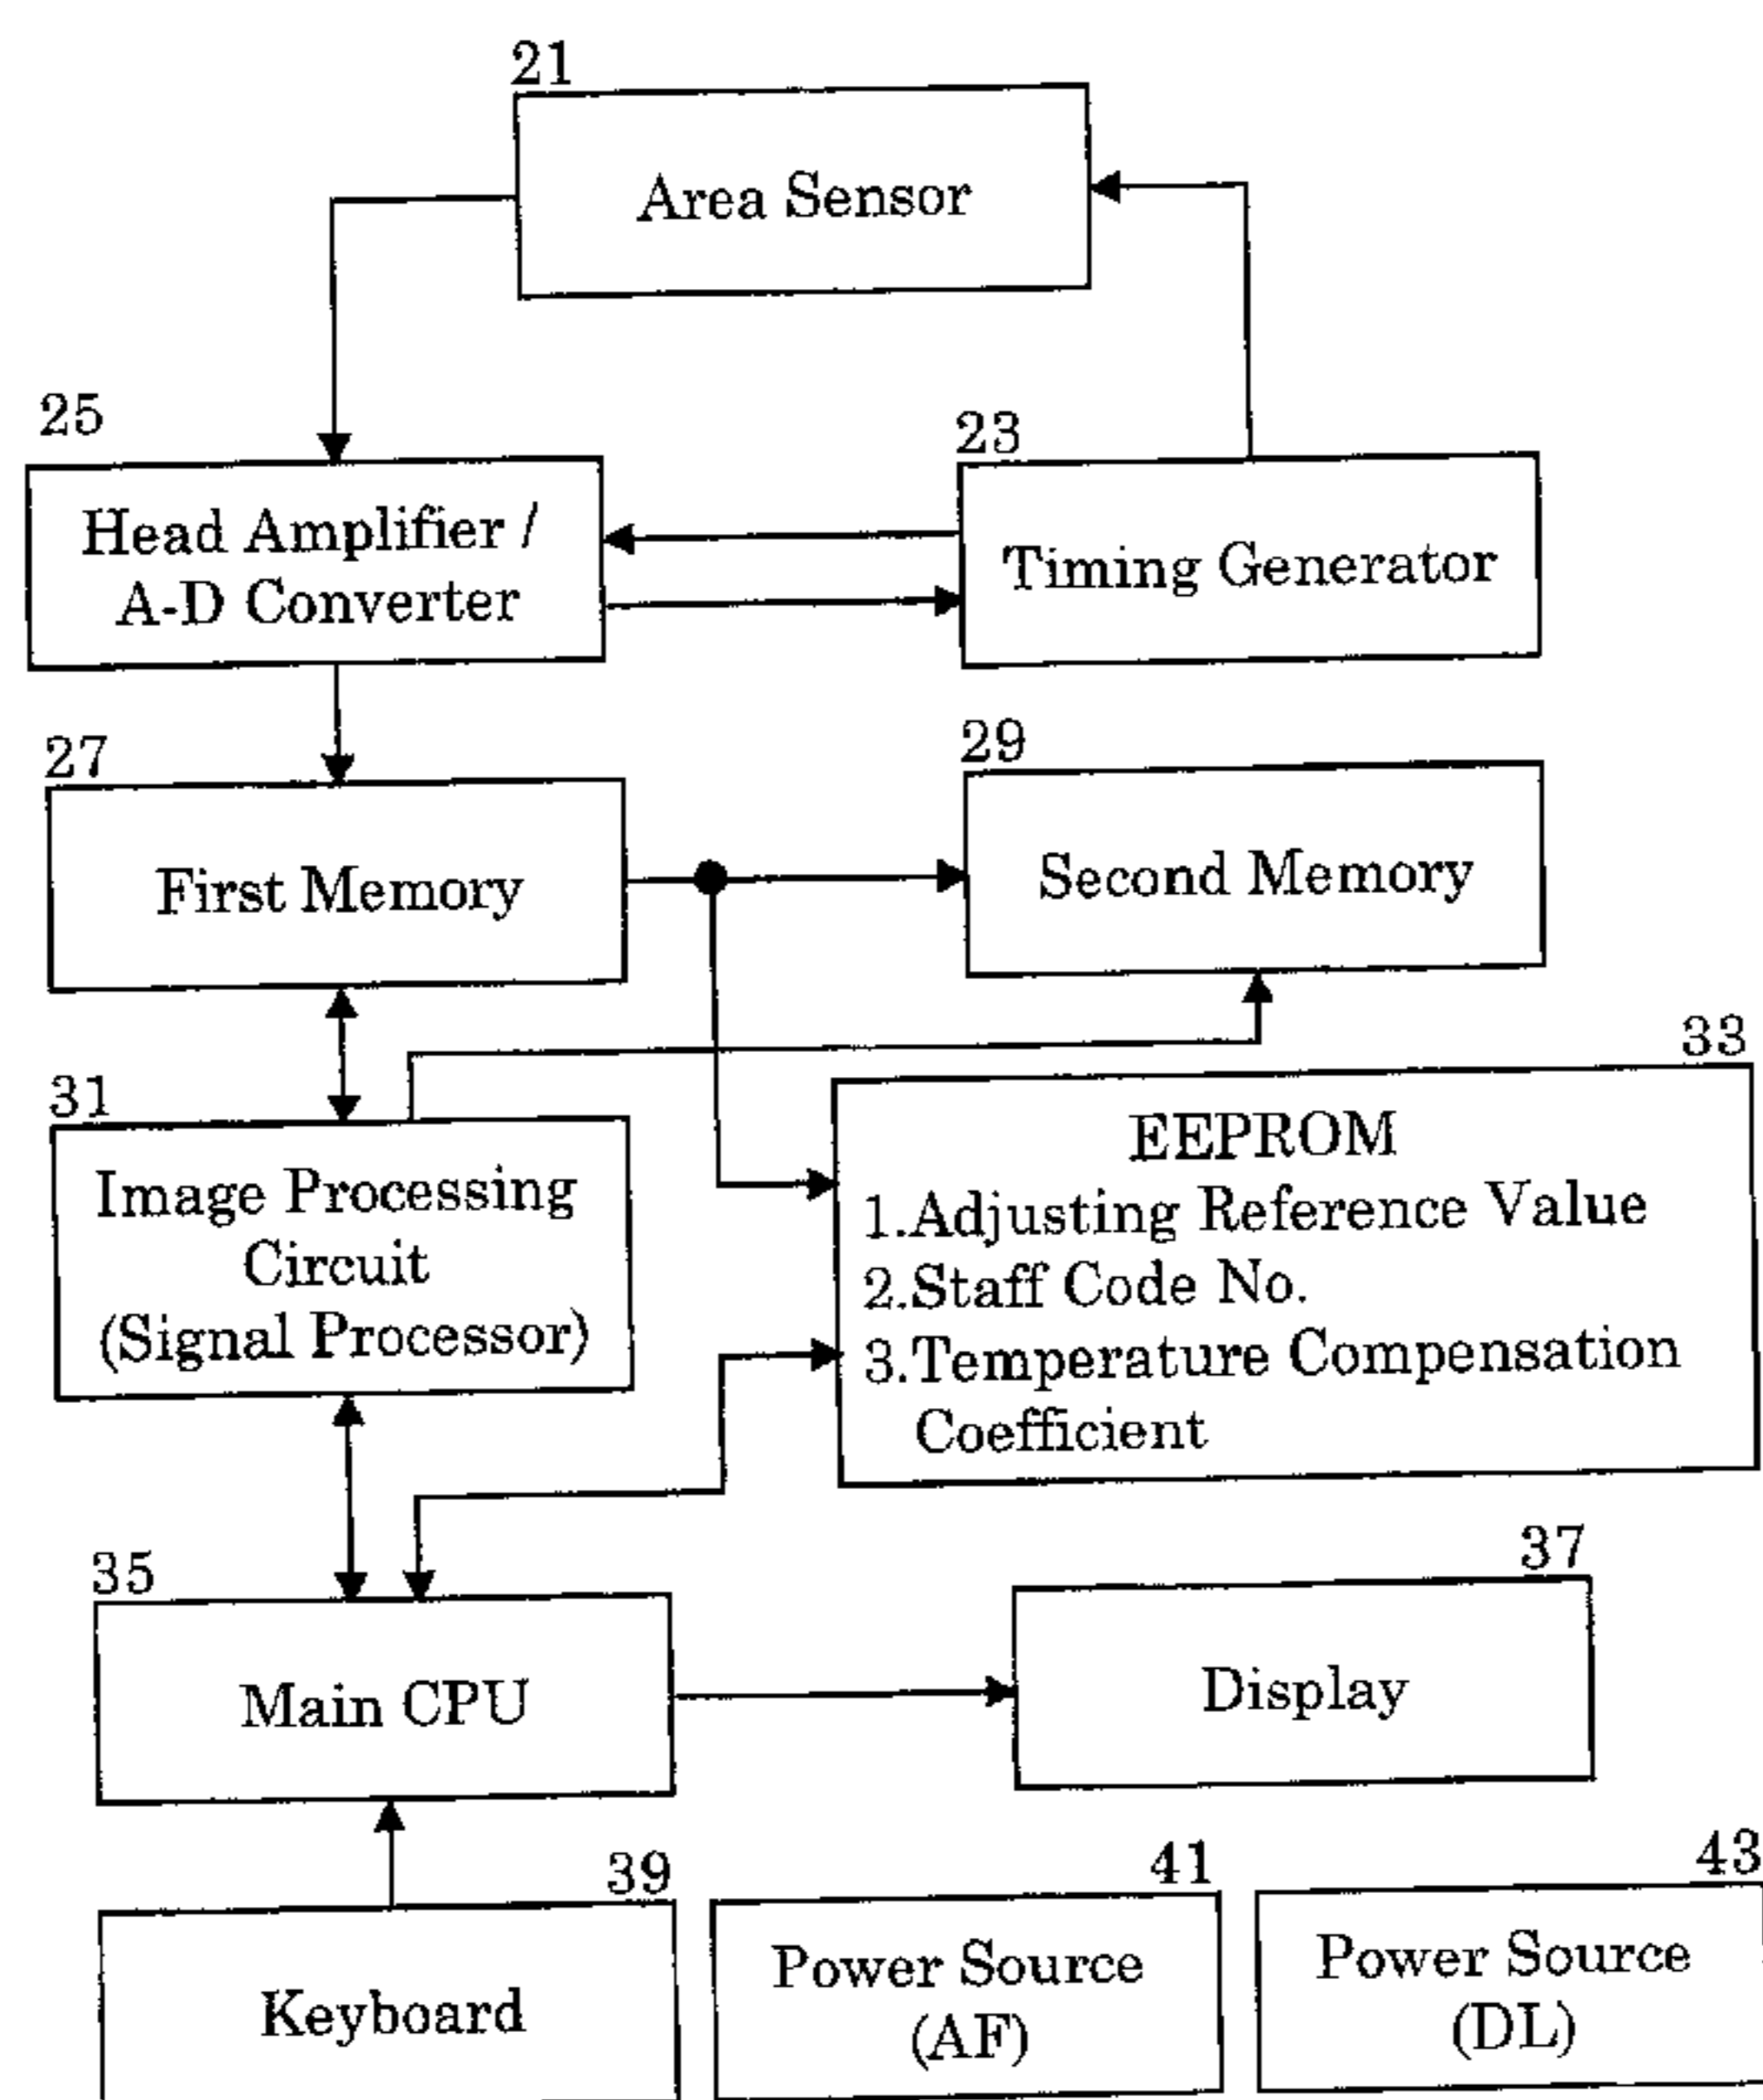 21
Area Sensor
25
Head Amplifier /
A-D Converter
23
Timing Generator
27
First Memory
29
Second Memory
31
Image Processing
Circuit
(Signal Processor)
33
EEPROM
1.Adjusting Reference Value
2.Staff Code No.
3.Temperature Compensation
Coefficient
35
Main CPU
37
Display
39
Keyboard
41
Power Source
(AF)
43
Power Source
(DL)